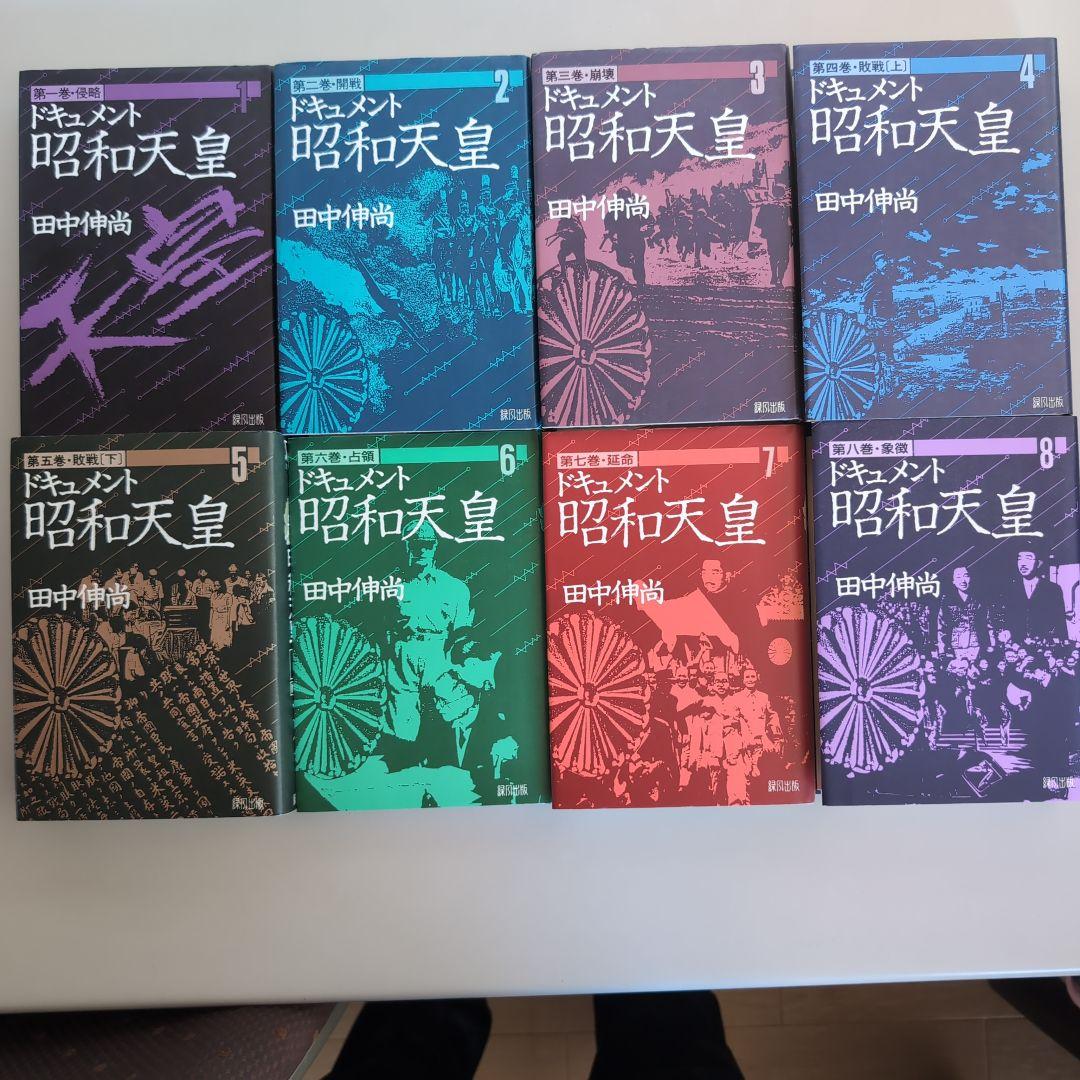 第一巻・侵略
1
ドキュメント
昭和天皇
田中伸尚
天皇
緑風出版
第二巻・開戦
2
ドキュメント
昭和天皇
田中伸尚
第三巻・崩壊
3
ドキュメント
昭和天皇
田中伸尚
緑風出版
第四巻・敗戦[上]
4
ドキュメント
昭和天皇
田中伸尚
緑風出版
第五巻・敗戦[下]
5
ドキュメント
昭和天皇
田中伸尚
緑風出版
第六巻・占領
6
ドキュメント
昭和天皇
田中伸尚
緑風出版
第七巻・延命
7
ドキュメント
昭和天皇
田中伸尚
緑風出版
第八巻・象徴
8
ドキュメント
昭和天皇
田中伸尚
緑風出版